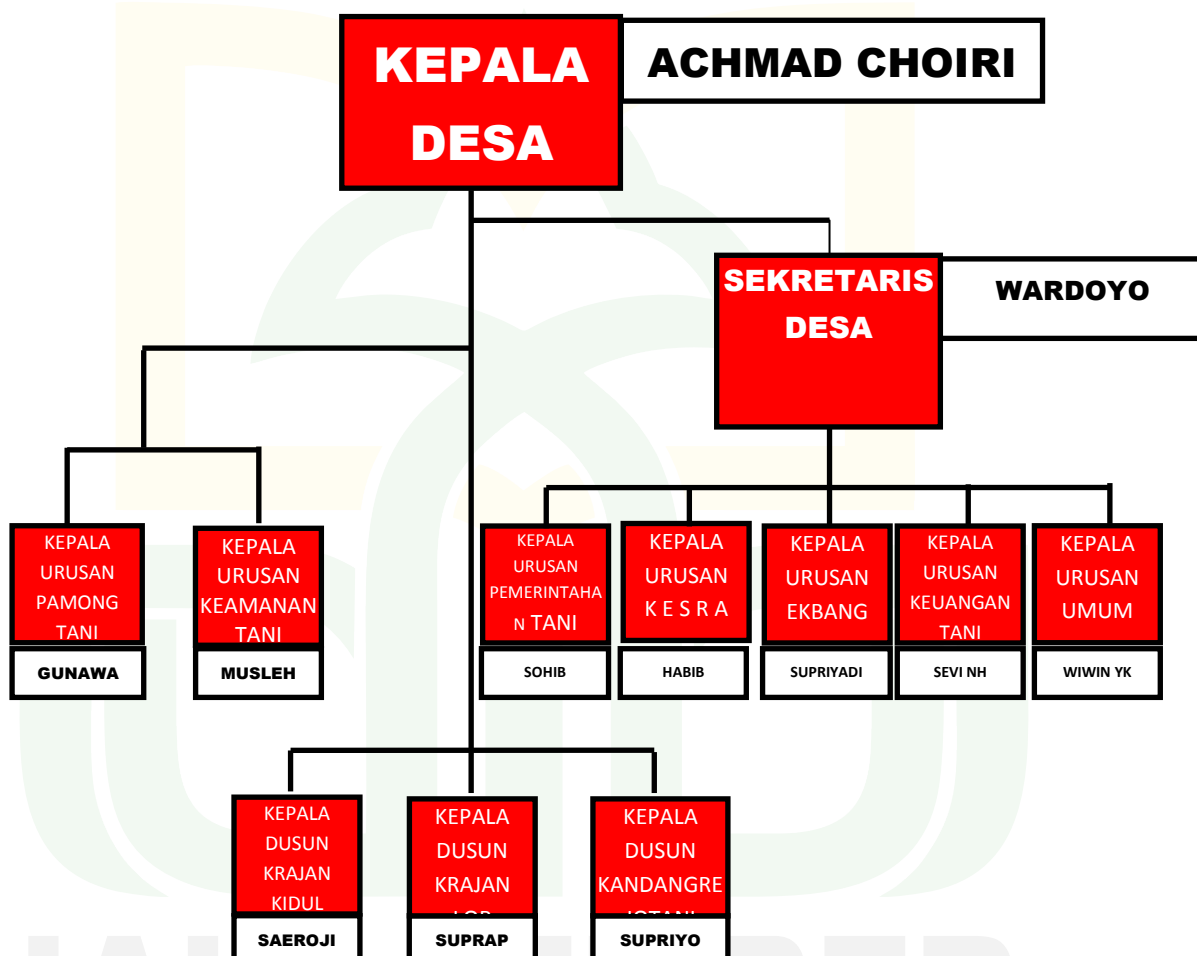 KEPALA
DESA
ACHMAD CHOIRI
SEKRETARIS
DESA
WARDOYO
KEPALA
URUSAN
PAMONG
TANI
GUNAWA
KEPALA
URUSAN
KEAMANAN
TANI
MUSLEH
KEPALA
URUSAN
PEMERINTAHA
N TANI
SOHIB
KEPALA
URUSAN
K E S R A
HABIB
KEPALA
URUSAN
EKBANG
SUPRIYADI
KEPALA
URUSAN
KEUANGAN
TANI
SEVI NH
KEPALA
URUSAN
UMUM
WIWIN YK
KEPALA
DUSUN
KRAJAN
KIDUL
SAEROJI
KEPALA
DUSUN
KRAJAN
SUPRAP
KEPALA
DUSUN
KANDANGRE
SUPRIYO